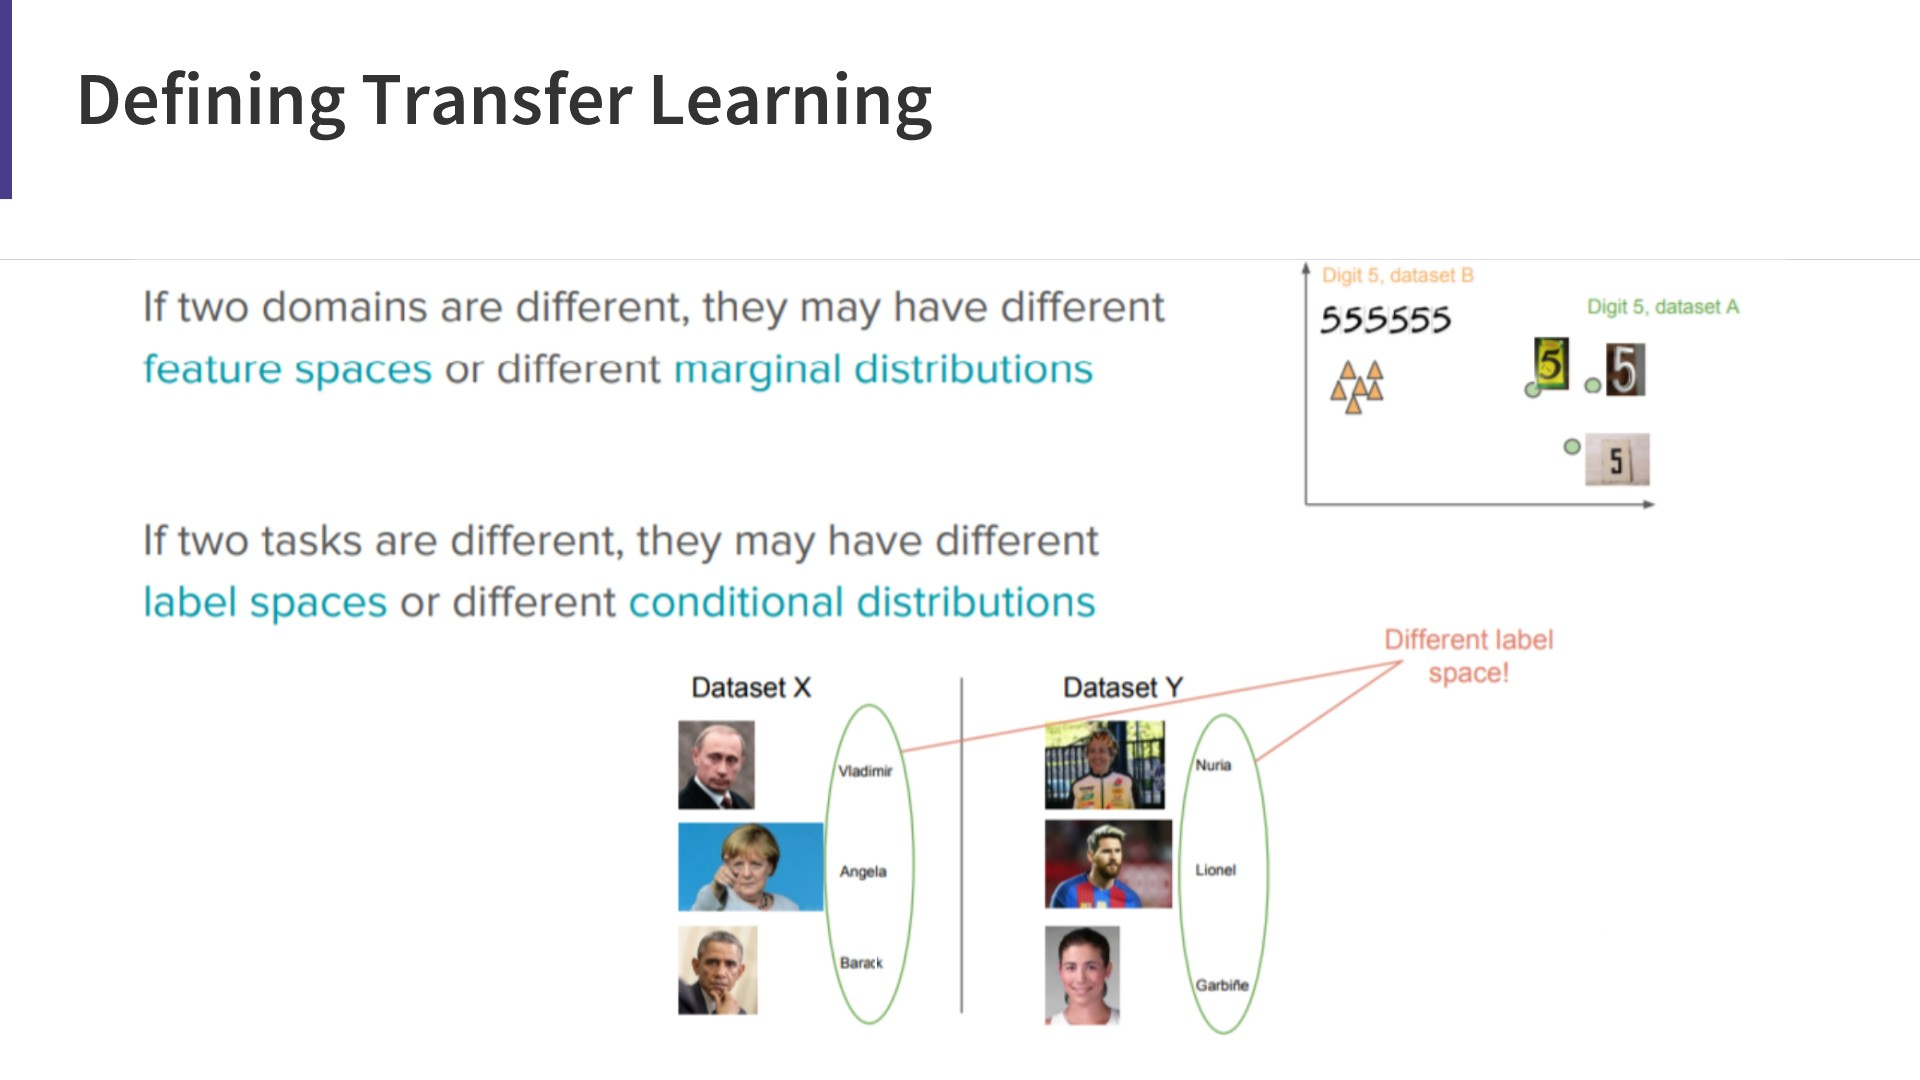 Defining Transfer Learning
If two domains are different, they may have different
feature spaces or different marginal distributions
Digit 5, dataset B
555555
Digit 5, dataset A
5
5
5
If two tasks are different, they may have different
label spaces or different conditional distributions
Different label
space!
Dataset X
Vladimir
Angela
Barack
Dataset Y
Nuria
Lionel
Garbiñe